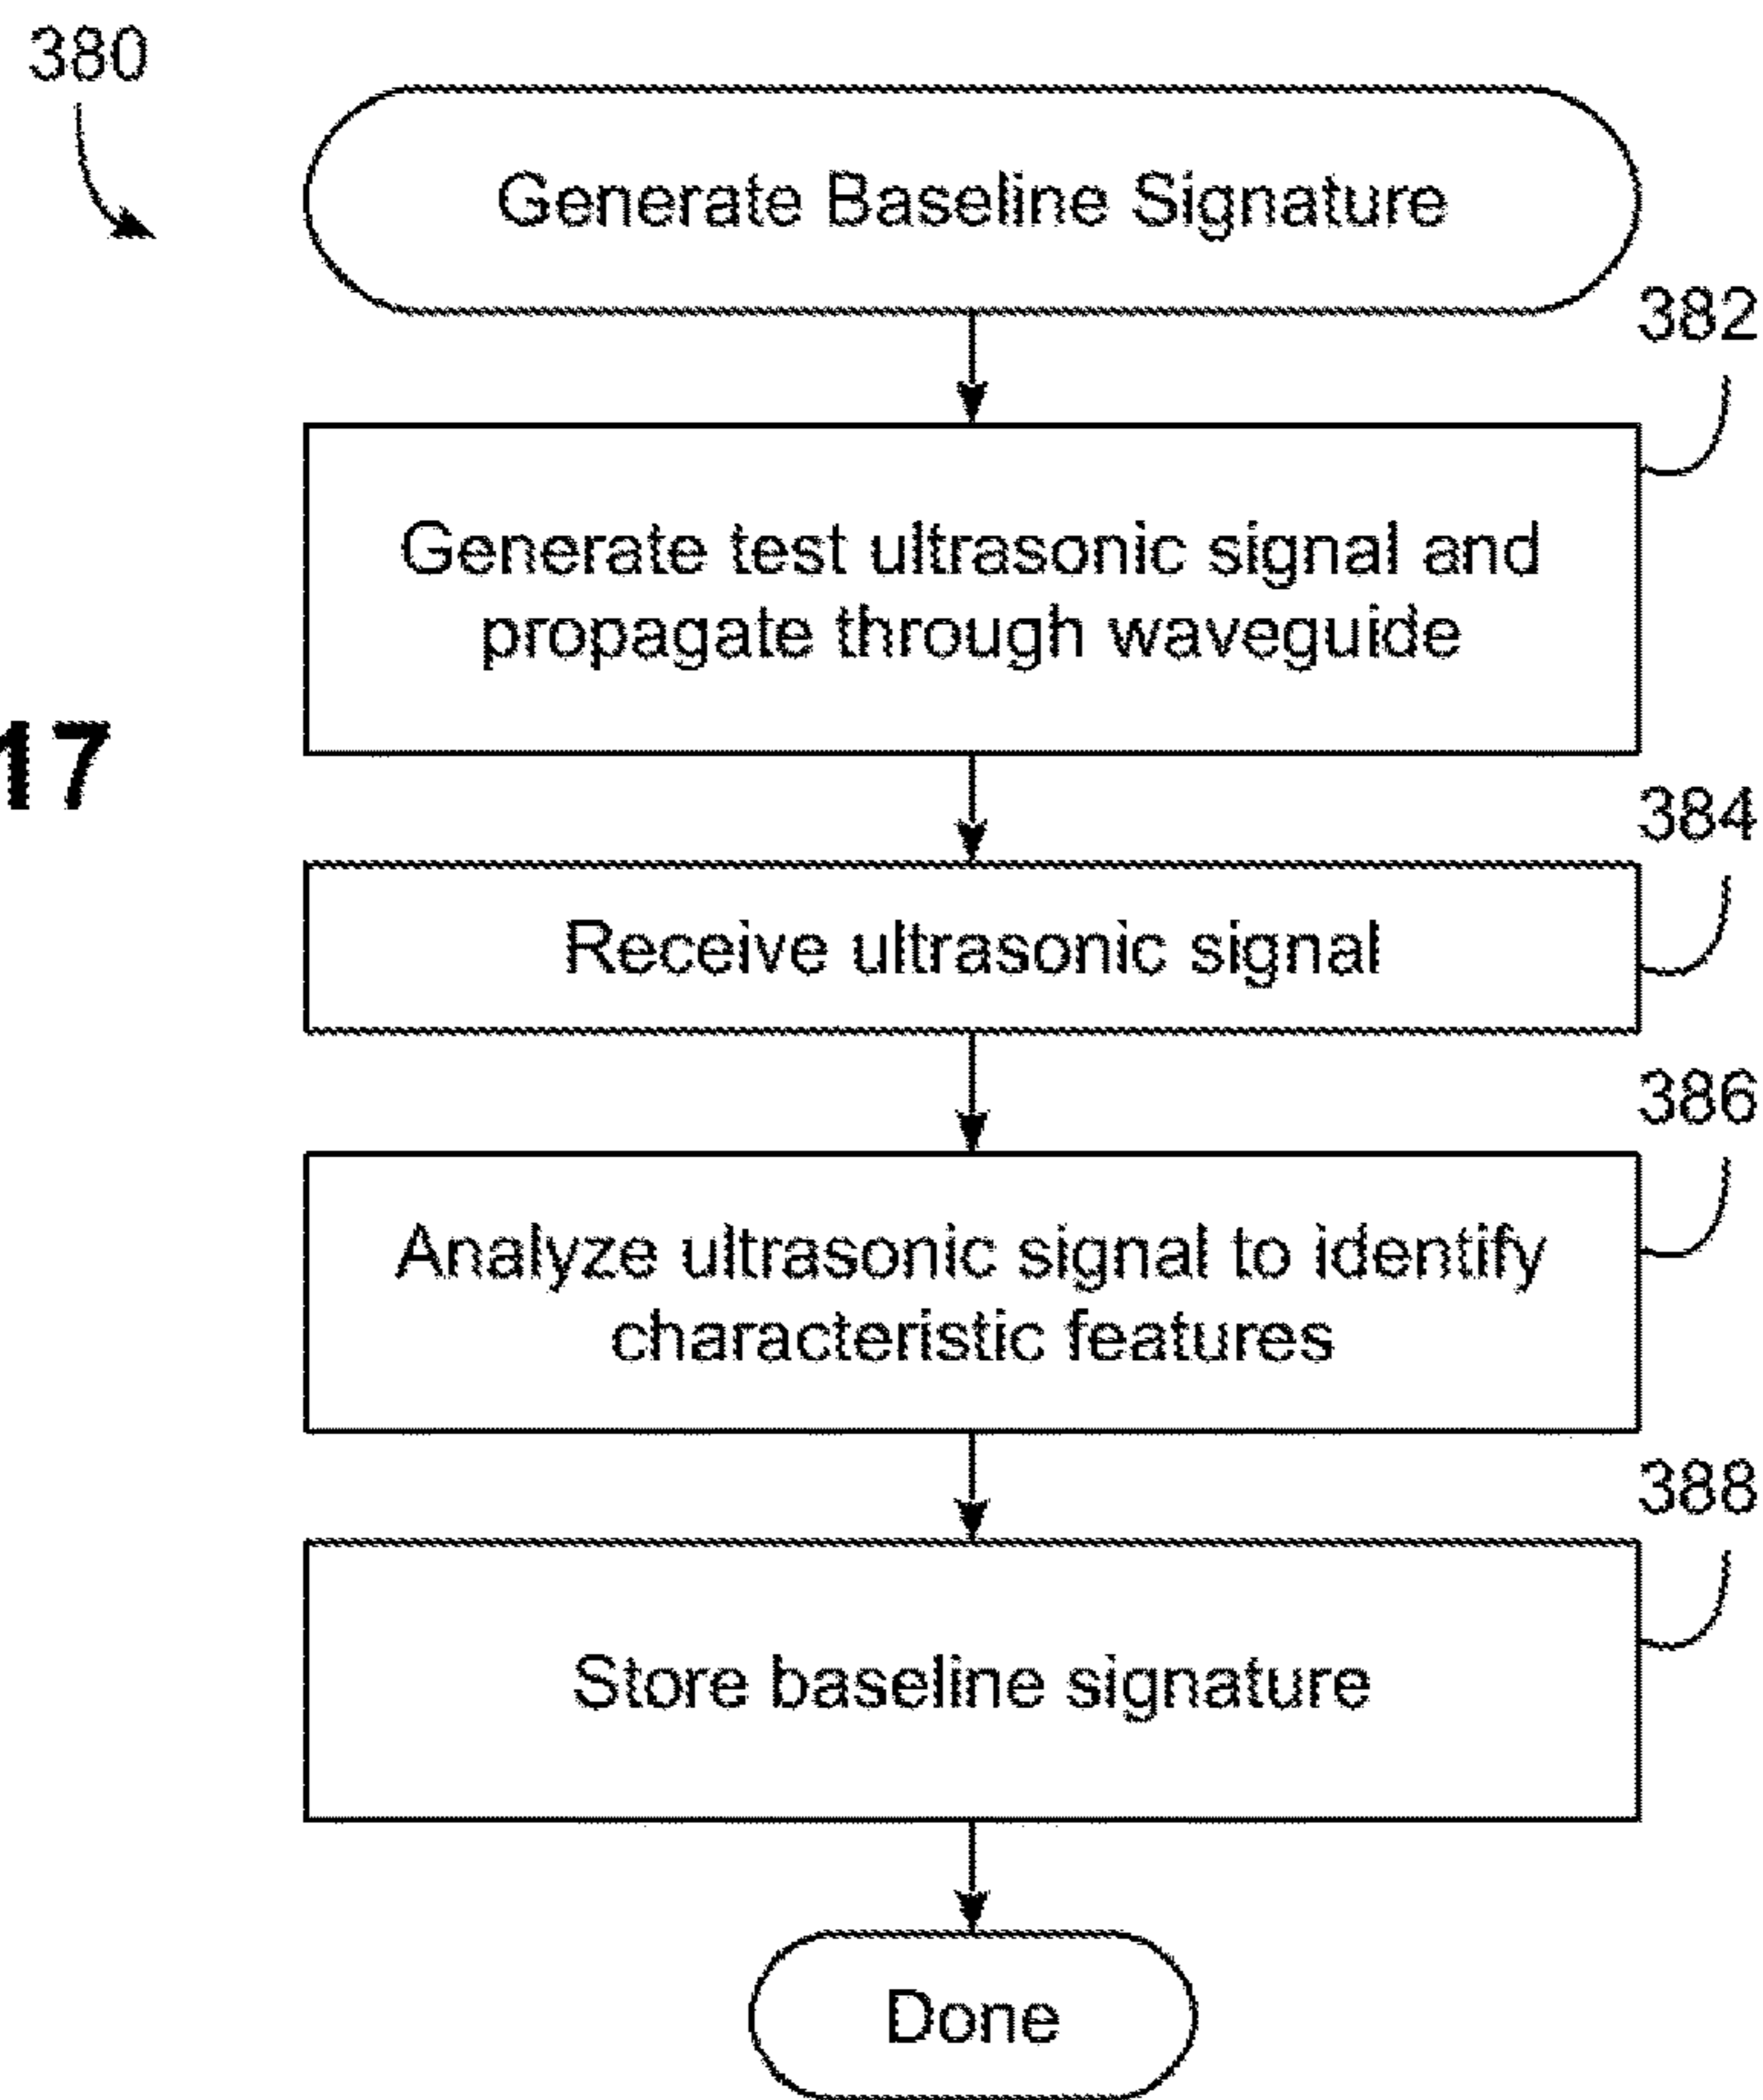 380
Generate Baseline Signature
382
Generate test ultrasonic signal and
propagate through waveguide
17
384
Receive ultrasonic signal
386
Analyze ultrasonic signal to identify
characteristic features
388
Store baseline signature
Done